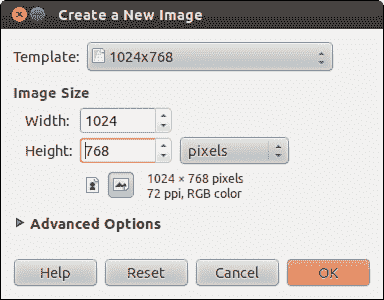 Create a New Image
Template: 1024x768
Image Size
Width: 1024
Height: 768 pixels
1024 × 768 pixels
72 ppi, RGB color
Advanced Options
Help Reset Cancel OK